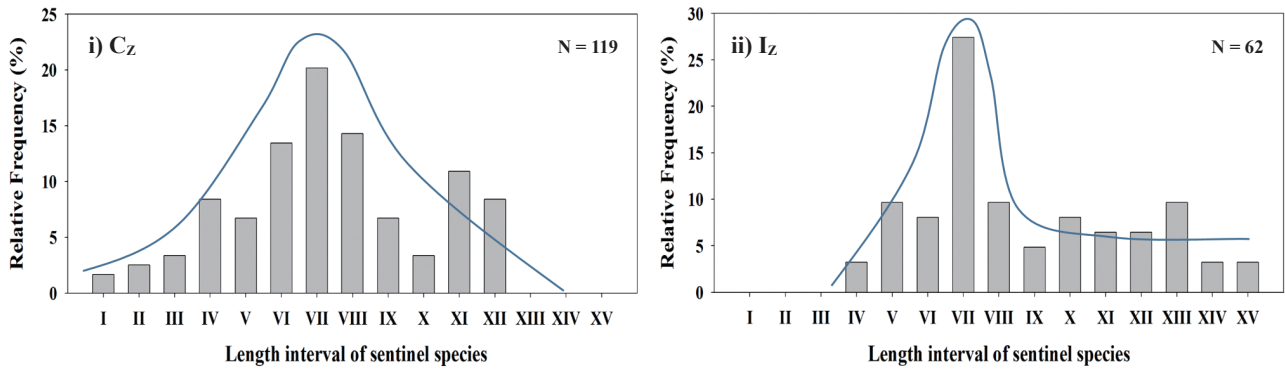 i) CZ
N = 119
Relative Frequency (%)
25
20
15
10
5
0
I II III IV V VI VII VIII IX X XI XII XIII XIV XV
Length interval of sentinel species
ii) IZ
N = 62
Relative Frequency (%)
30
25
20
15
10
5
0
I II III IV V VI VII VIII IX X XI XII XIII XIV XV
Length interval of sentinel species